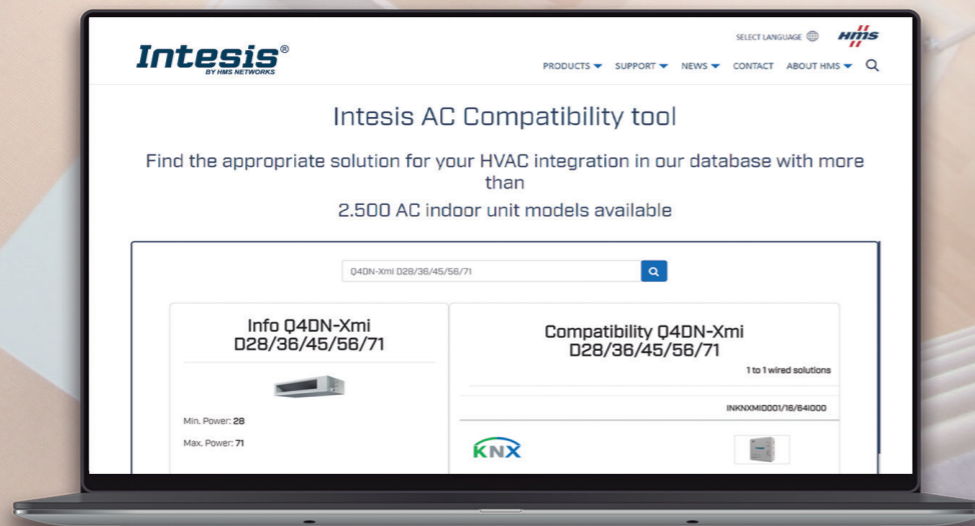 SELECT LANGUAGE
HMS
Intesis®
BY HMS NETWORKS
PRODUCTS SUPPORT NEWS CONTACT ABOUT HMS
Intesis AC Compatibility tool
Find the appropriate solution for your HVAC integration in our database with more
than
2.500 AC indoor unit models available
Q4DN-Xmi D28/36/45/56/71
Info Q4DN-Xmi
D28/36/45/56/71
Min. Power: 28
Max. Power: 71
Compatibility Q4DN-Xmi
D28/36/45/56/71
1 to 1 wired solutions
INKNXMID001/16/64I000
KNX